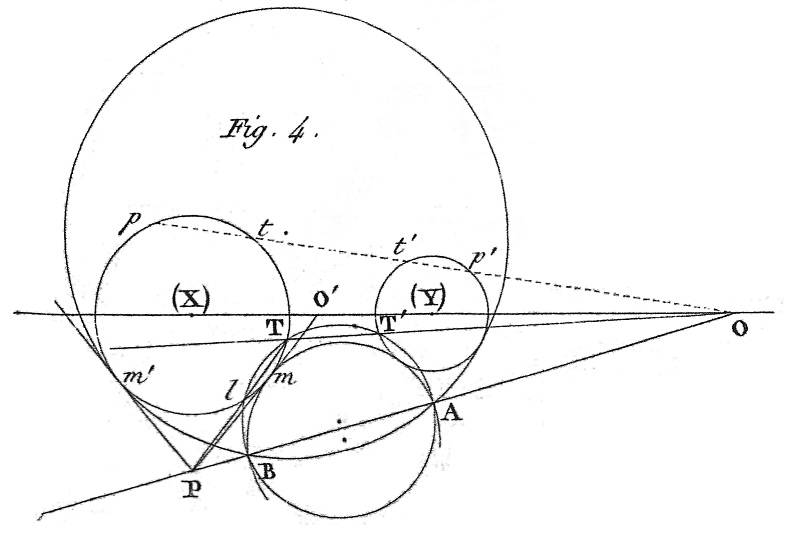 Fig. 4.
p t t' p'
(X) O' (Y)
T T' O
m' l m
A
B
P